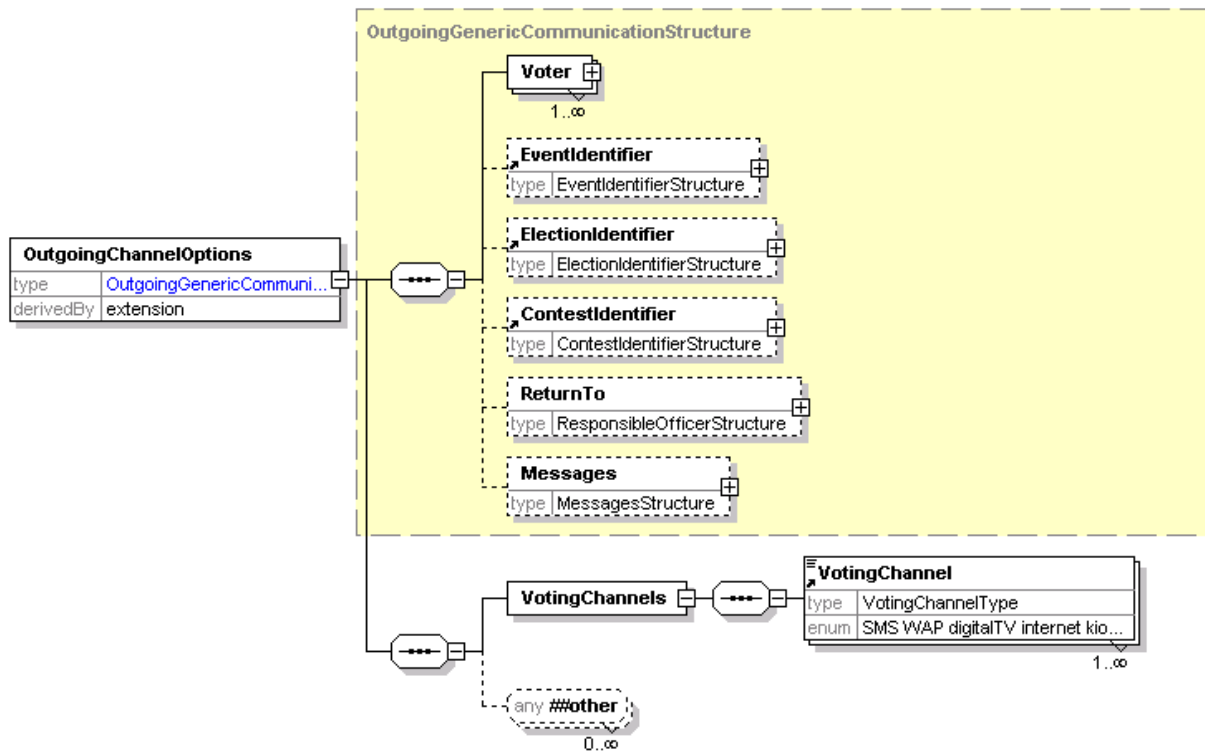 OutgoingGenericCommunicationStructure
Voter
1..∞
EventIdentifier
type EventIdentifierStructure
ElectionIdentifier
type ElectionIdentifierStructure
ContestIdentifier
type ContestIdentifierStructure
ReturnTo
type ResponsibleOfficerStructure
Messages
type MessagesStructure
OutgoingChannelOptions
type OutgoingGenericCommuni...
derivedBy extension
VotingChannels
VotingChannel
type VotingChannelType
enum SMS WAP digitalTV internet kio...
1..∞
any ##other
0..∞